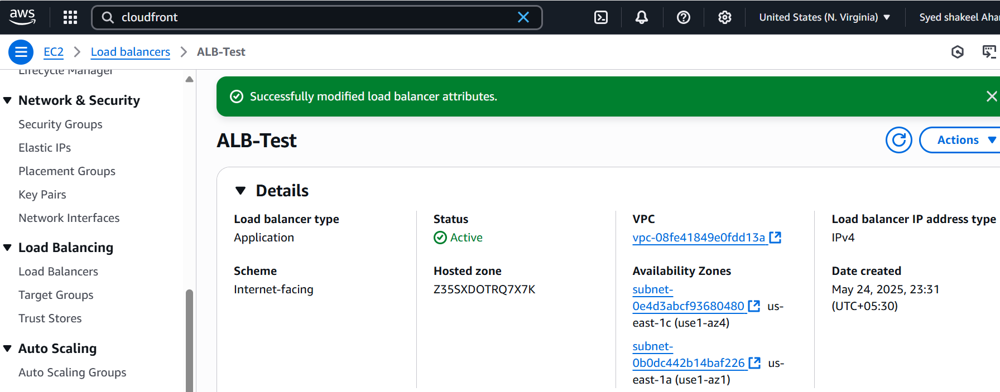 aws
cloudfront
United States (N. Virginia)
Syed shakeel Aha
EC2
Load balancers
ALB-Test
Lifecycle Manager
Network & Security
Security Groups
Elastic IPs
Placement Groups
Key Pairs
Network Interfaces
Load Balancing
Load Balancers
Target Groups
Trust Stores
Auto Scaling
Auto Scaling Groups
Successfully modified load balancer attributes.
ALB-Test
Actions
Details
Load balancer type
Application
Status
Active
VPC
vpc-08fe41849e0fdd13a
Load balancer IP address type
IPv4
Scheme
Internet-facing
Hosted zone
Z35SXDOTRQ7X7K
Availability Zones
subnet-
0e4d3abcf93680480 us-
east-1c (use1-az4)
subnet-
0b0dc442b14baf226 us-
east-1a (use1-az1)
Date created
May 24, 2025, 23:31
(UTC+05:30)